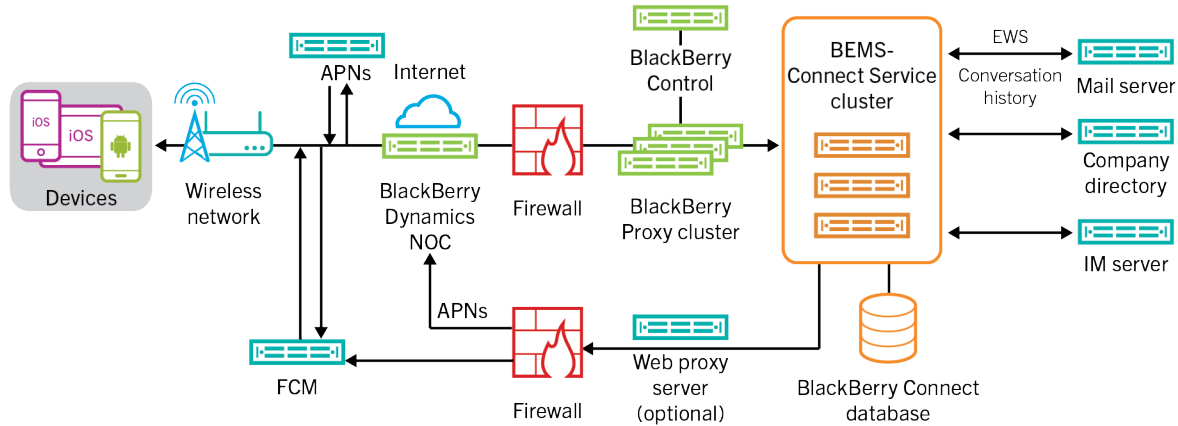 APNs
Internet
iOS
iOS
Devices
Wireless
network
BlackBerry
Dynamics
NOC
Firewall
BlackBerry
Control
BlackBerry
Proxy cluster
BEMS-
Connect Service
cluster
EWS
Conversation
history
Mail server
Company
directory
IM server
APNs
FCM
Firewall
Web proxy
server
(optional)
BlackBerry Connect
database